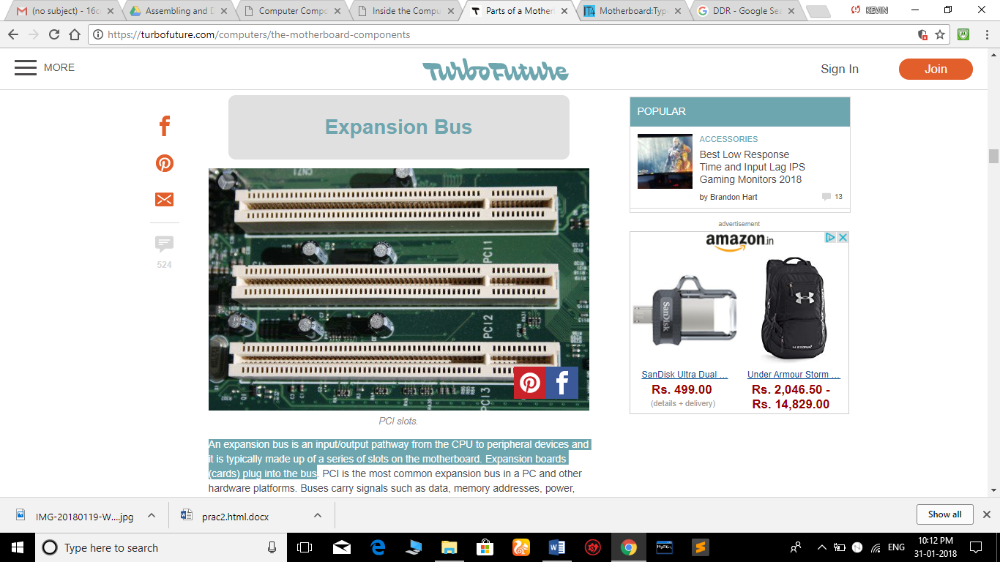 (no subject) - 16c
Assembling and D
Computer Compo
Inside the Compu
Parts of a Mother
Motherboard:Type
DDR - Google Sea
KEVIN
https://turbofuture.com/computers/the-motherboard-components
MORE
TurboFuture
Sign In
Join
Expansion Bus
524
CN71
PCI1
PCI2
PCI3
PCI slots.
An expansion bus is an input/output pathway from the CPU to peripheral devices and
it is typically made up of a series of slots on the motherboard. Expansion boards
(cards) plug into the bus. PCI is the most common expansion bus in a PC and other
hardware platforms. Buses carry signals such as data, memory addresses, power,
POPULAR
ACCESSORIES
Best Low Response
Time and Input Lag IPS
Gaming Monitors 2018
by Brandon Hart
13
advertisement
amazon.in
SanDisk
SanDisk Ultra Dual ...
Rs. 499.00
(details + delivery)
Under Armour Storm ...
Rs. 2,046.50 -
Rs. 14,829.00
IMG-20180119-W....jpg
prac2.html.docx
Show all
Type here to search
ENG
10:12 PM
31-01-2018